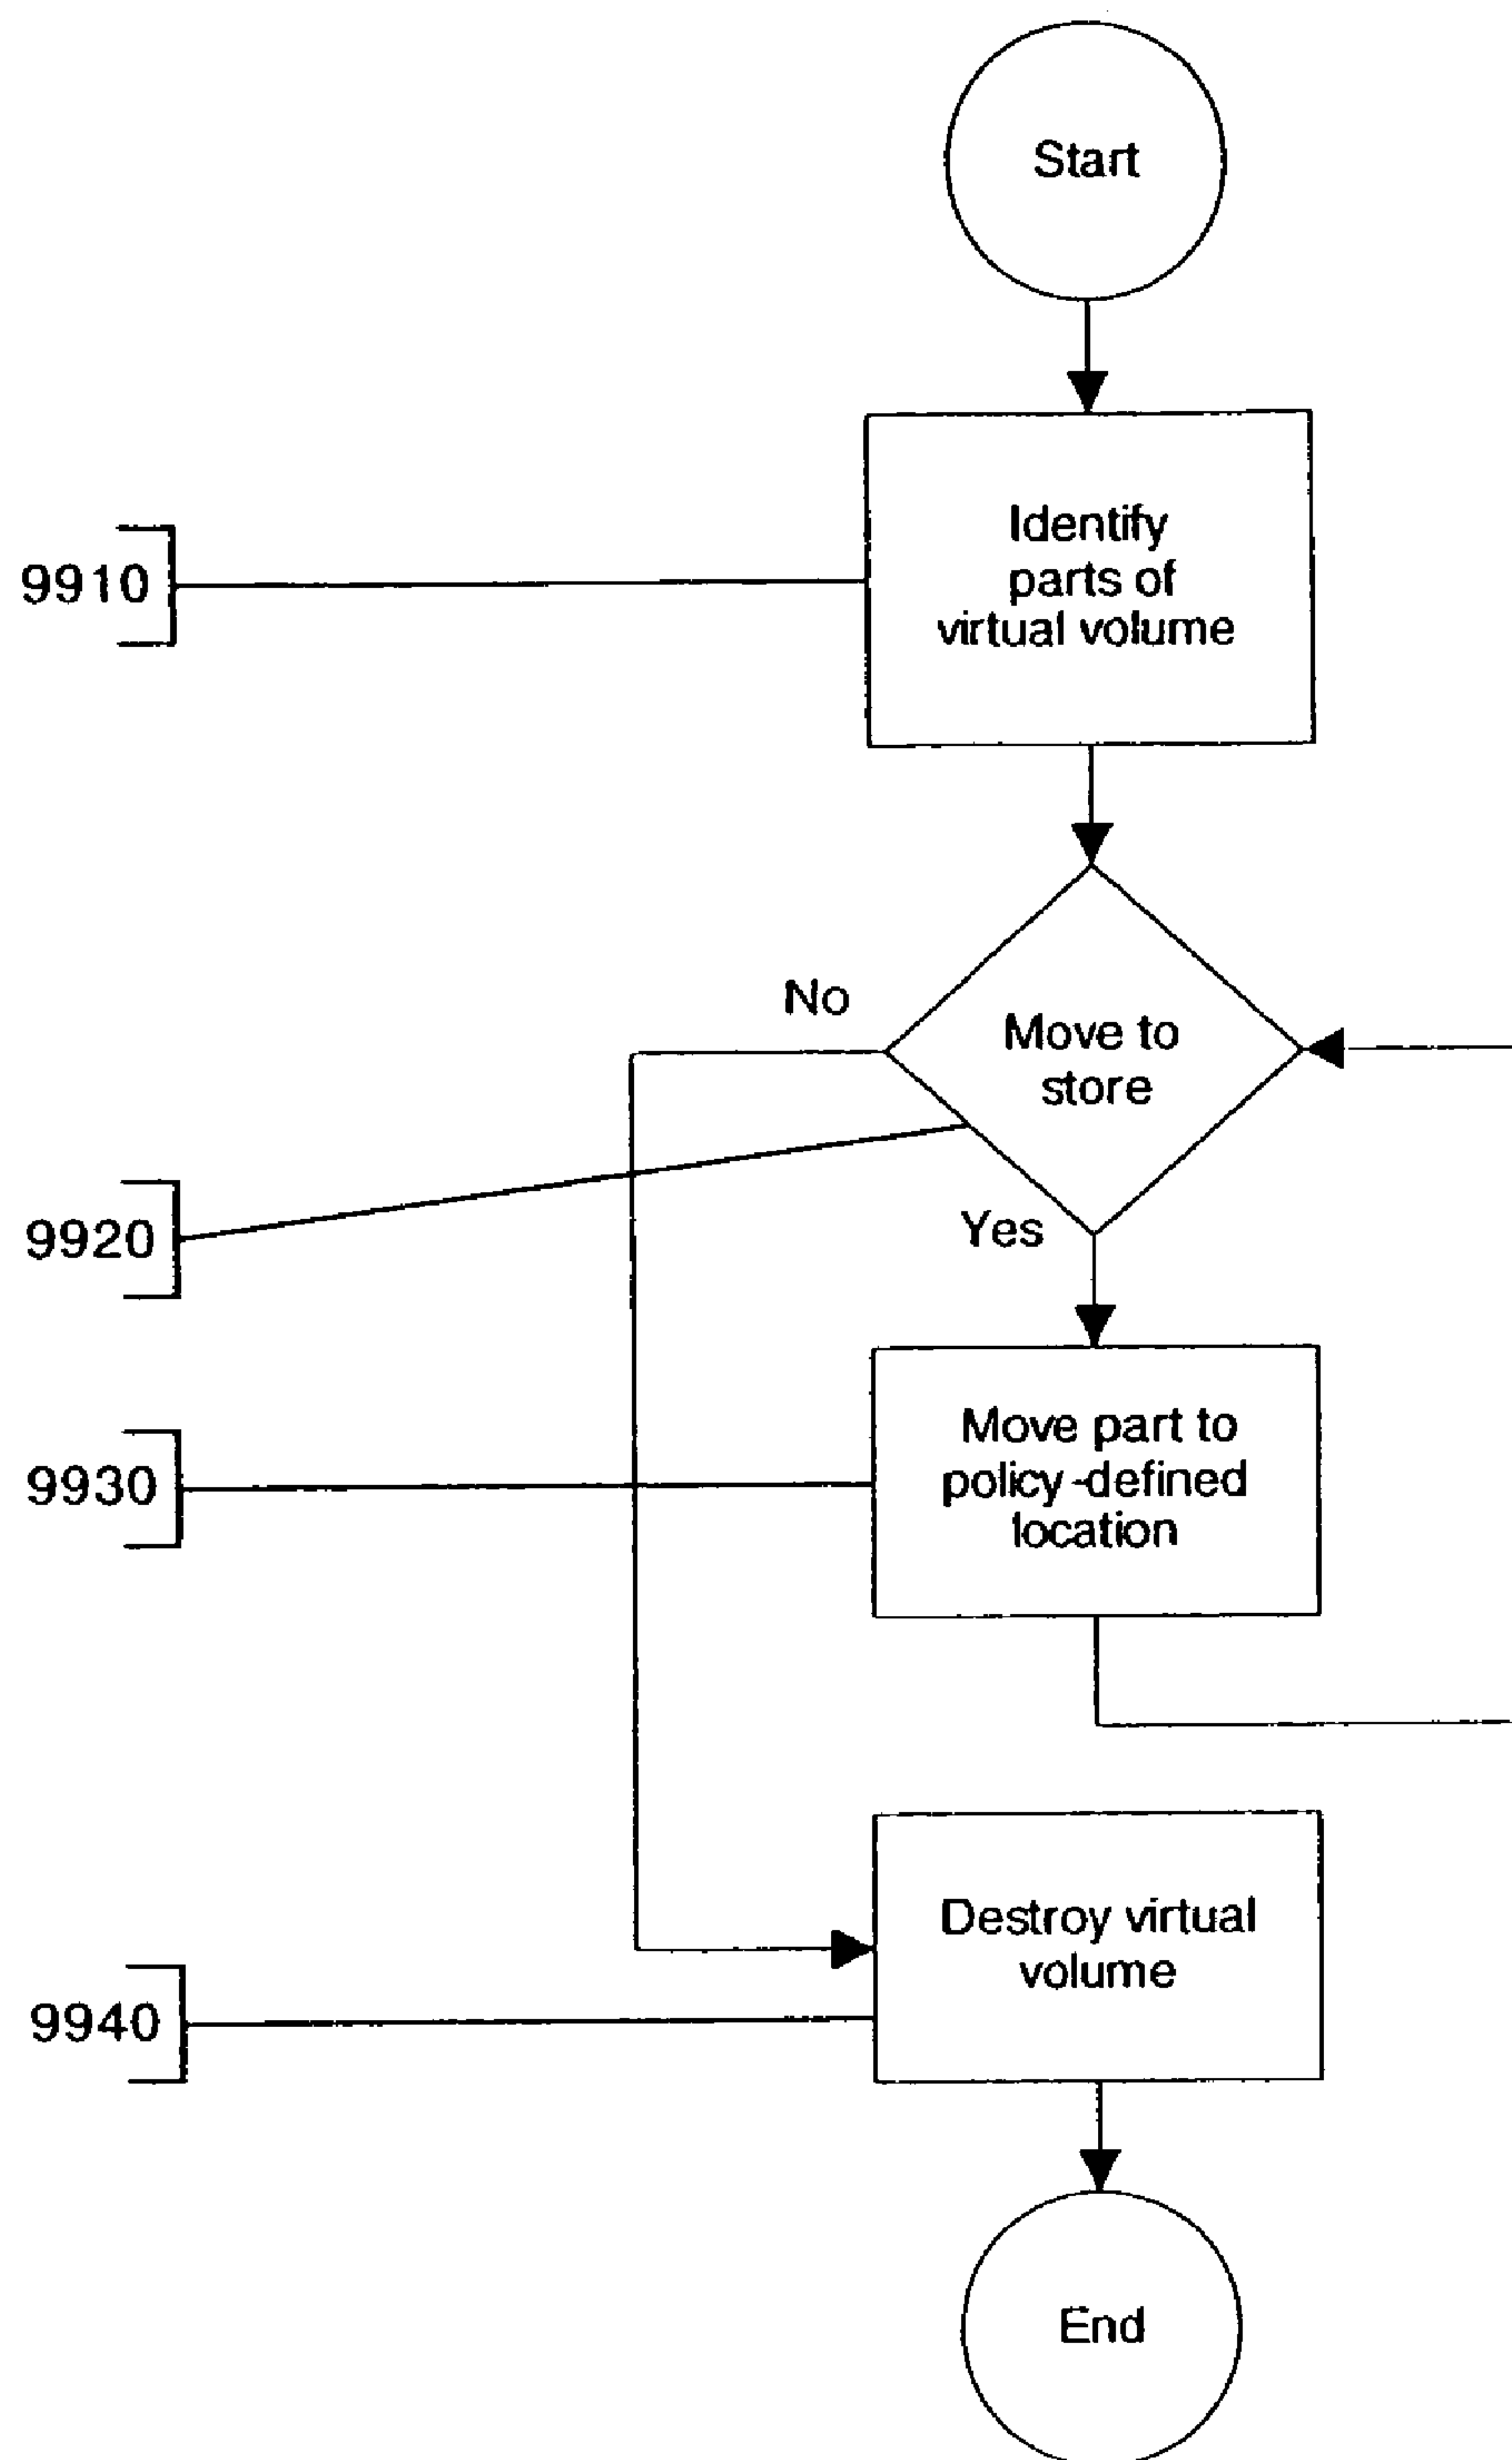 Start
Identify
parts of
virtual volume
9910
No
Move to
store
Yes
9920
Move part to
policy-defined
location
9930
Destroy virtual
volume
9940
End